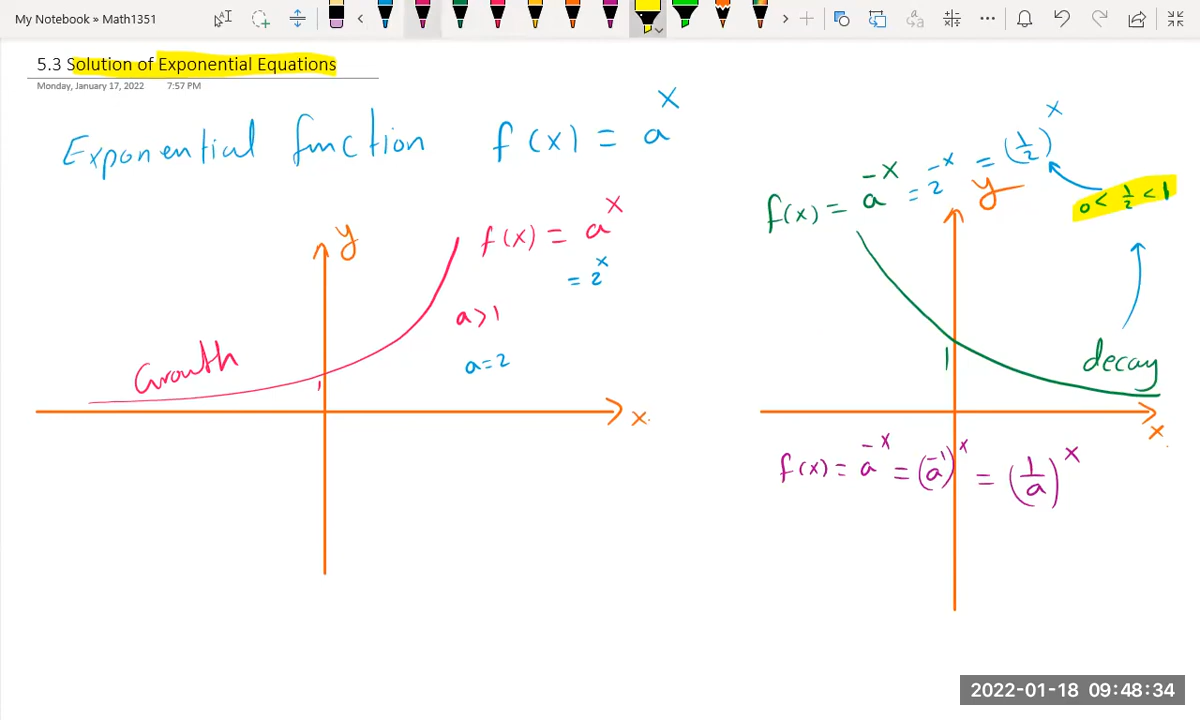 My Notebook » Math1351
5.3 Solution of Exponential Equations
Monday, January 17, 2022 7:57 PM
Exponential function f(x) = a^x
f(x) = a^-x = 2^-x = (1/2)^x
0 < 1/2 < 1
y
y
f(x) = a^x
= 2^x
a>1
a=2
Growth
1
x
1
decay
x
f(x) = a^-x = (a^-1)^x = (1/a)^x
2022-01-18 09:48:34